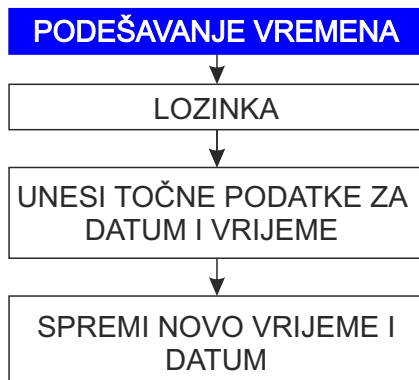 PODEŠAVANJE VREMENA
LOZINKA
UNESI TOČNE PODATKE ZA
DATUM I VRIJEME
SPREMI NOVO VRIJEME I
DATUM